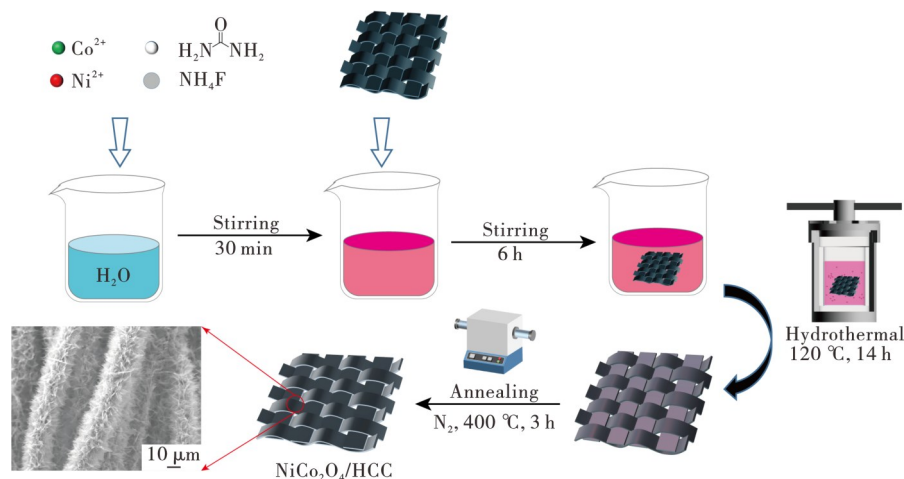 Co²⁺
O
H₂N NH₂
Ni²⁺
NH₄F
H₂O
Stirring
30 min
Stirring
6 h
Hydrothermal
120 ℃, 14 h
Annealing
N₂, 400 ℃, 3 h
10 μm
NiCo₂O₄/HCC